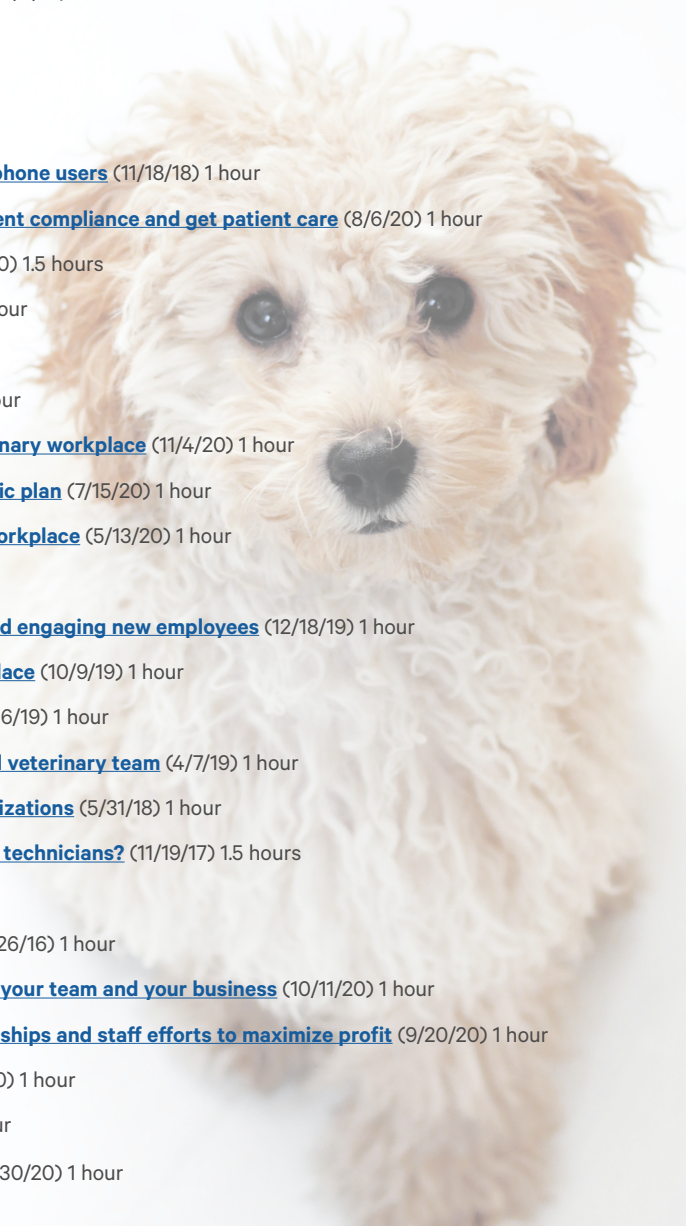 phone users (11/18/18) 1 hour
ent compliance and get patient care (8/6/20) 1 hour
0) 1.5 hours
our
ur
nary workplace (11/4/20) 1 hour
ic plan (7/15/20) 1 hour
orkplace (5/13/20) 1 hour
d engaging new employees (12/18/19) 1 hour
lace (10/9/19) 1 hour
6/19) 1 hour
l veterinary team (4/7/19) 1 hour
izations (5/31/18) 1 hour
technicians? (11/19/17) 1.5 hours
26/16) 1 hour
your team and your business (10/11/20) 1 hour
ships and staff efforts to maximize profit (9/20/20) 1 hour
0) 1 hour
ur
30/20) 1 hour